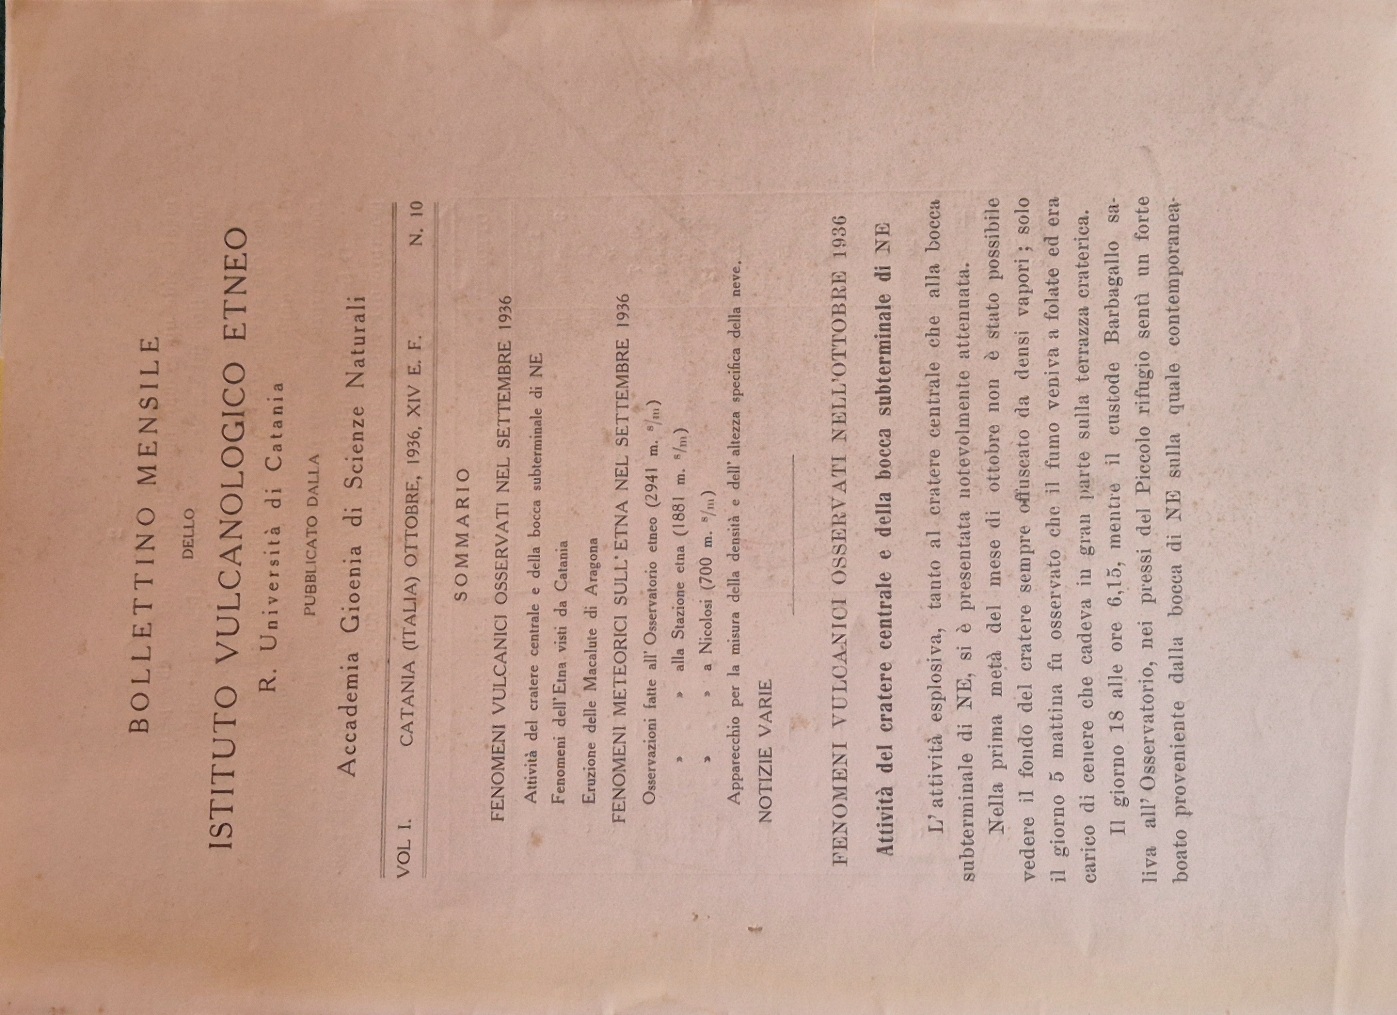 BOLLETTINO MENSILE
DELLO
ISTITUTO VULCANOLOGICO ETNEO
R. Università di Catania
PUBBLICATO DALLA
Accademia Gioenia di Scienze Naturali
VOL I. CATANIA (ITALIA) OTTOBRE, 1936, XIV E. F. N. 10
SOMMARIO
FENOMENI VULCANICI OSSERVATI NEL SETTEMBRE 1936
Attività del cratere centrale e della bocca subterminale di NE
Fenomeni dell'Etna visti da Catania
Eruzione delle Macalute di Aragona
FENOMENI METEORICI SULL'ETNA NEL SETTEMBRE 1936
Osservazioni fatte all'Osservatorio etneo (2941 m. s/m)
» » alla Stazione etna (1881 m. s/m)
» » a Nicolosi (700 m. s/m)
Apparecchio per la misura della densità e dell'altezza specifica della neve.
NOTIZIE VARIE
FENOMENI VULCANICI OSSERVATI NELL'OTTOBRE 1936
Attività del cratere centrale e della bocca subterminale di NE
L'attività esplosiva, tanto al cratere centrale che alla bocca
subterminale di NE, si è presentata notevolmente attenuata.
Nella prima metà del mese di ottobre non è stato possibile
vedere il fondo del cratere sempre offuscato da densi vapori; solo
il giorno 5 mattina fu osservato che il fumo veniva a folate ed era
carico di cenere che cadeva in gran parte sulla terrazza craterica.
Il giorno 18 alle ore 6,15, mentre il custode Barbagallo sa-
liva all'Osservatorio, nei pressi del Piccolo rifugio sentì un forte
boato proveniente dalla bocca di NE sulla quale contemporanea-